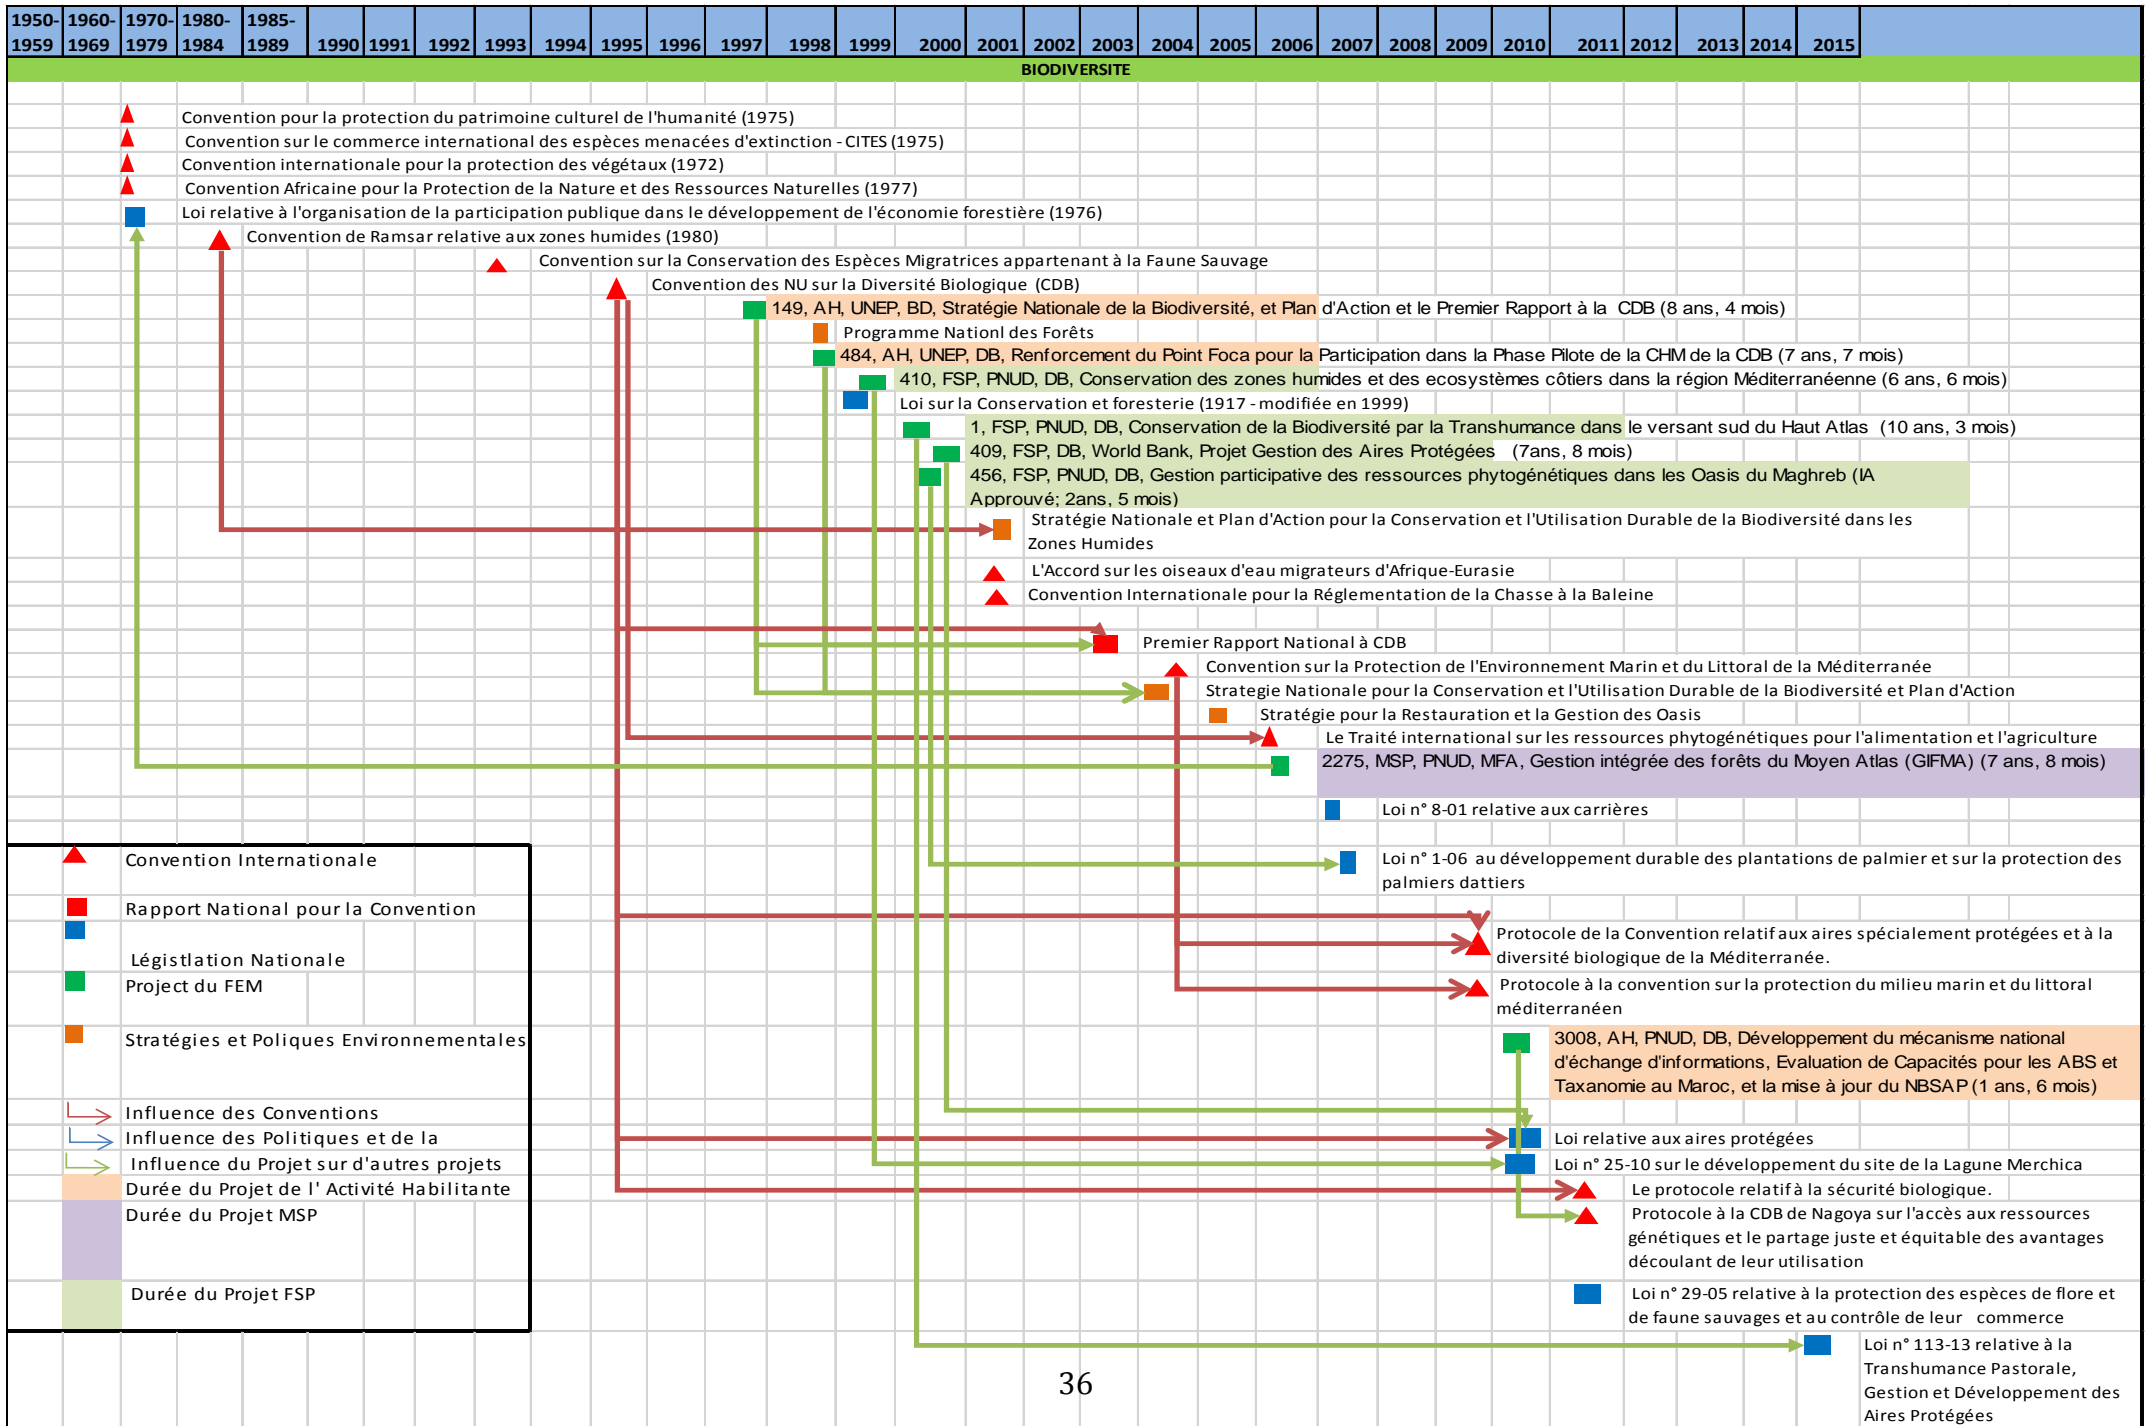 1950- 1960- 1970- 1980- 1985-
1959 1969 1979 1984 1989 1990 1991 1992 1993 1994 1995 1996 1997 1998 1999 2000 2001 2002 2003 2004 2005 2006 2007 2008 2009 2010 2011 2012 2013 2014 2015
BIODIVERSITE
Convention pour la protection du patrimoine culturel de l'humanité (1975)
Convention sur le commerce international des espèces menacées d'extinction - CITES (1975)
Convention internationale pour la protection des végétaux (1972)
Convention Africaine pour la Protection de la Nature et des Ressources Naturelles (1977)
Loi relative à l'organisation de la participation publique dans le développement de l'économie forestière (1976)
Convention de Ramsar relative aux zones humides (1980)
Convention sur la Conservation des Espèces Migratrices appartenant à la Faune Sauvage
Convention des NU sur la Diversité Biologique (CDB)
149, AH, UNEP, BD, Stratégie Nationale de la Biodiversité, et Plan d'Action et le Premier Rapport à la CDB (8 ans, 4 mois)
Programme Nationl des Forêts
484, AH, UNEP, DB, Renforcement du Point Foca pour la Participation dans la Phase Pilote de la CHM de la CDB (7 ans, 7 mois)
410, FSP, PNUD, DB, Conservation des zones humides et des ecosystèmes côtiers dans la région Méditerranéenne (6 ans, 6 mois)
Loi sur la Conservation et foresterie (1917 - modifiée en 1999)
1, FSP, PNUD, DB, Conservation de la Biodiversité par la Transhumance dans le versant sud du Haut Atlas (10 ans, 3 mois)
409, FSP, DB, World Bank, Projet Gestion des Aires Protégées (7ans, 8 mois)
456, FSP, PNUD, DB, Gestion participative des ressources phytogénétiques dans les Oasis du Maghreb (IA
Approuvé; 2ans, 5 mois)
Stratégie Nationale et Plan d'Action pour la Conservation et l'Utilisation Durable de la Biodiversité dans les
Zones Humides
L'Accord sur les oiseaux d'eau migrateurs d'Afrique-Eurasie
Convention Internationale pour la Réglementation de la Chasse à la Baleine
Premier Rapport National à CDB
Convention sur la Protection de l'Environnement Marin et du Littoral de la Méditerranée
Strategie Nationale pour la Conservation et l'Utilisation Durable de la Biodiversité et Plan d'Action
Stratégie pour la Restauration et la Gestion des Oasis
Le Traité international sur les ressources phytogénétiques pour l'alimentation et l'agriculture
2275, MSP, PNUD, MFA, Gestion intégrée des forêts du Moyen Atlas (GIFMA) (7 ans, 8 mois)
Loi n° 8-01 relative aux carrières
Loi n° 1-06 au développement durable des plantations de palmier et sur la protection des
palmiers dattiers
Protocole de la Convention relatif aux aires spécialement protégées et à la
diversité biologique de la Méditerranée.
Protocole à la convention sur la protection du milieu marin et du littoral
méditerranéen
3008, AH, PNUD, DB, Développement du mécanisme national
d'échange d'informations, Evaluation de Capacités pour les ABS et
Taxanomie au Maroc, et la mise à jour du NBSAP (1 ans, 6 mois)
Loi relative aux aires protégées
Loi n° 25-10 sur le développement du site de la Lagune Merchica
Le protocole relatif à la sécurité biologique.
Protocole à la CDB de Nagoya sur l'accès aux ressources
génétiques et le partage juste et équitable des avantages
découlant de leur utilisation
Loi n° 29-05 relative à la protection des espèces de flore et
de faune sauvages et au contrôle de leur commerce
Loi n° 113-13 relative à la
Transhumance Pastorale,
Gestion et Développement des
Aires Protégées
Convention Internationale
Rapport National pour la Convention
Législtlation Nationale
Project du FEM
Stratégies et Poliques Environnementales
Influence des Conventions
Influence des Politiques et de la
Influence du Projet sur d'autres projets
Durée du Projet de l' Activité Habilitante
Durée du Projet MSP
Durée du Projet FSP
36